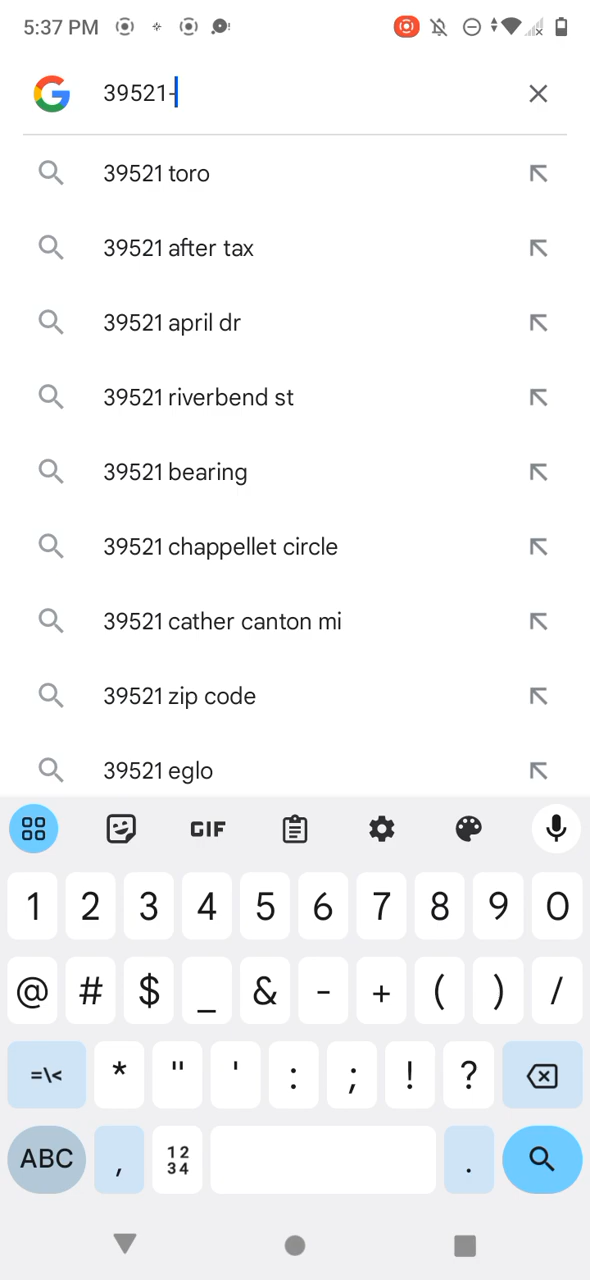 5:37 PM
39521-
39521 toro
39521 after tax
39521 april dr
39521 riverbend st
39521 bearing
39521 chappellet circle
39521 cather canton mi
39521 zip code
39521 eglo
GIF
1 2 3 4 5 6 7 8 9 0
@ # $ _ & - + ( ) /
=\< * " ' : ; ! ?
ABC , 12 34 .